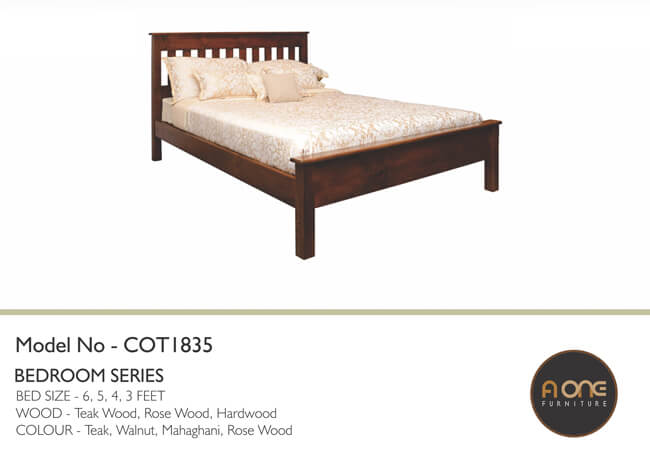 Model No - COT1835
BEDROOM SERIES
BED SIZE - 6, 5, 4, 3 FEET
WOOD - Teak Wood, Rose Wood, Hardwood
COLOUR - Teak, Walnut, Mahaghani, Rose Wood
A ONE
FURNITURE